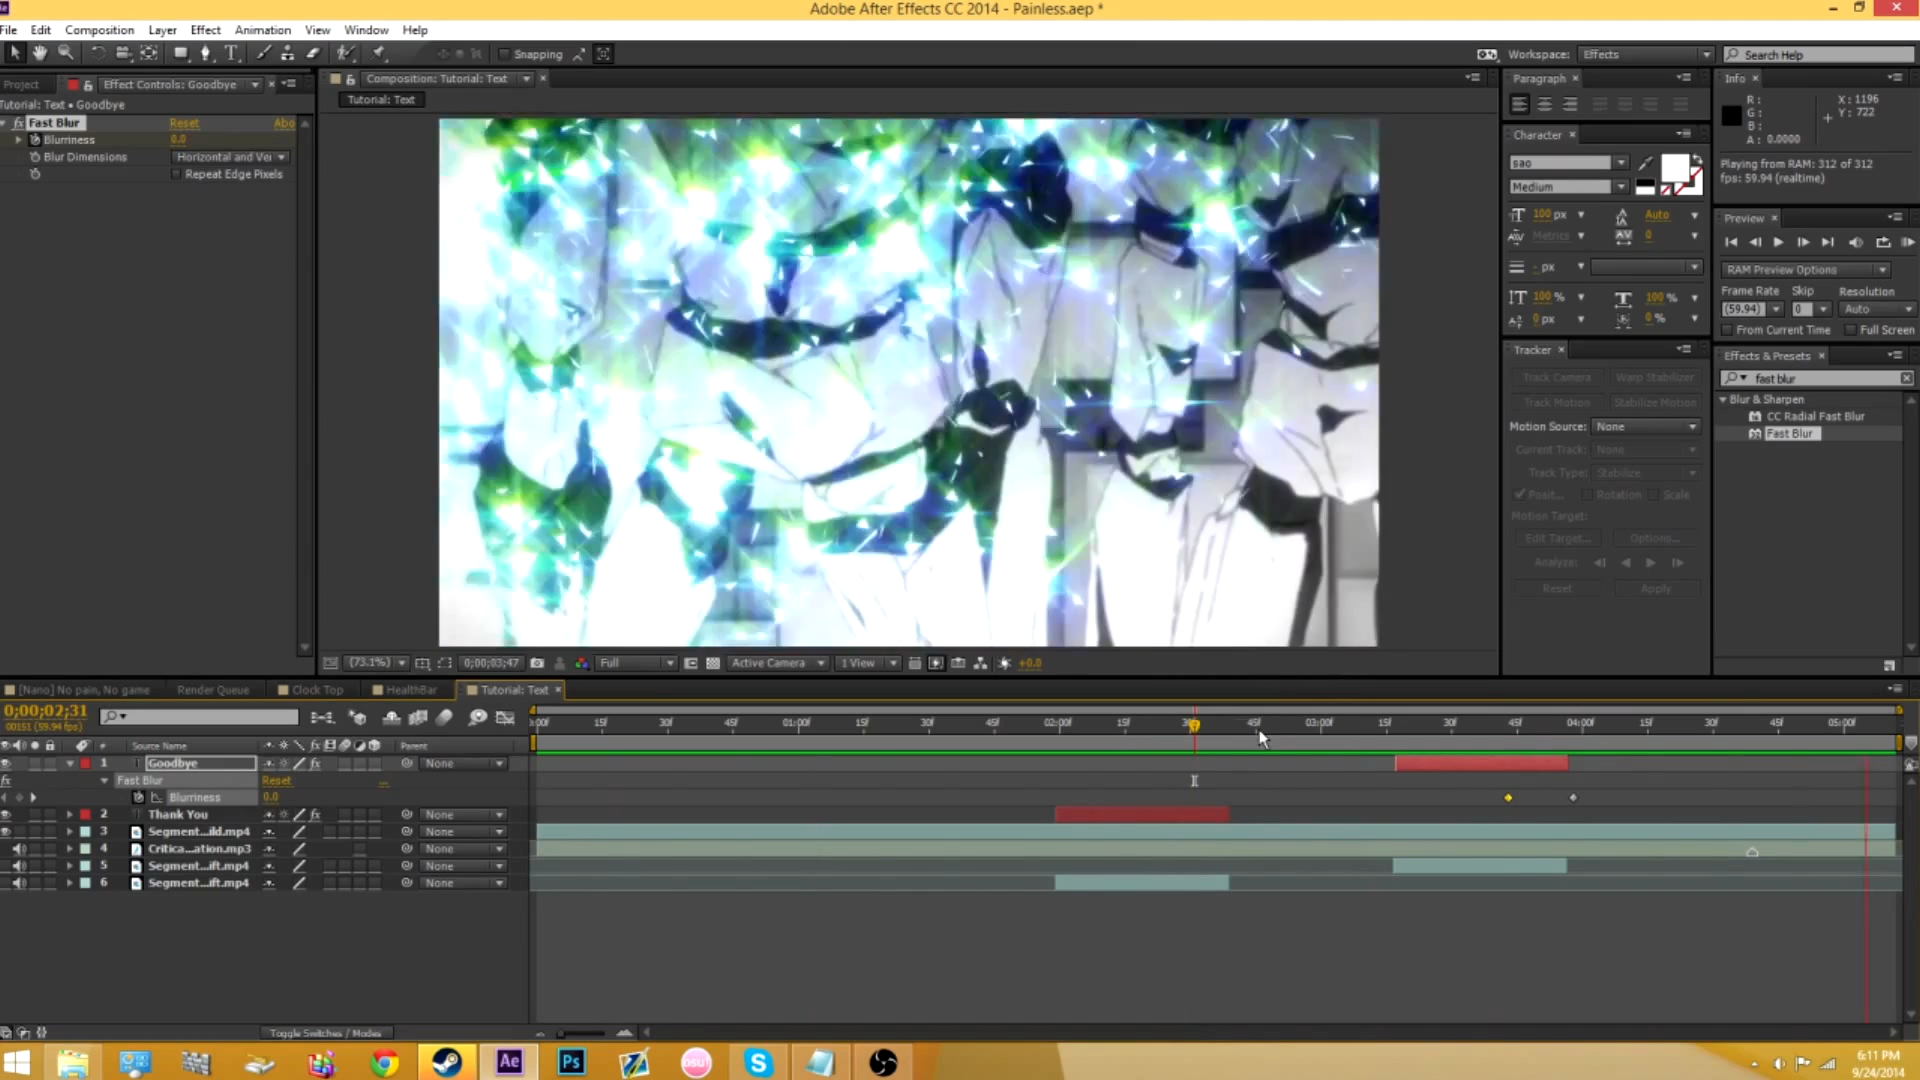 Adobe After Effects CC 2014 - Painless.aep *
File Edit Composition Layer Effect Animation View Window Help
Snapping
Workspace: Effects
Search Help
Project
Effect Controls: Goodbye
Tutorial: Text • Goodbye
fx Fast Blur Reset Abo
Blurriness 0.0
Blur Dimensions Horizontal and Ver
Repeat Edge Pixels
Composition: Tutorial: Text
Tutorial: Text
(73.1%) 0;00;03;47 Full Active Camera 1 View +0.0
Paragraph
Character
sao
Medium
100 px Auto
Metrics 0
- px
100 % 100 %
0 px 0 %
Tracker
Track Camera Warp Stabilizer
Track Motion Stabilize Motion
Motion Source: None
Current Track: None
Track Type: Stabilize
Posit... Rotation Scale
Motion Target:
Edit Target... Options...
Analyze:
Reset Apply
Info
R :
G :
B :
A : 0.0000
X : 1196
Y : 722
Playing from RAM: 312 of 312
fps: 59.94 (realtime)
Preview
RAM Preview Options
Frame Rate Skip Resolution
(59.94) 0 Auto
From Current Time Full Screen
Effects & Presets
fast blur
Blur & Sharpen
CC Radial Fast Blur
Fast Blur
[Nano] No pain, No game Render Queue Clock Top HealthBar Tutorial: Text
0;00;02;31
00151 (59.94 fps)
:00f 15f 30f 45f 01:00f 15f 30f 45f 02:00f 15f 30f 45f 03:00f 15f 30f 45f 04:00f 15f 30f 45f 05:00f
# Source Name Parent
1 T Goodbye None
Fast Blur Reset ...
Blurriness 0.0
2 T Thank You None
3 Segment...ild.mp4 None
4 Critica...ation.mp3 None
5 Segment...ift.mp4 None
6 Segment...ift.mp4 None
Toggle Switches / Modes
Ae Ps osu!
6:11 PM
9/24/2014